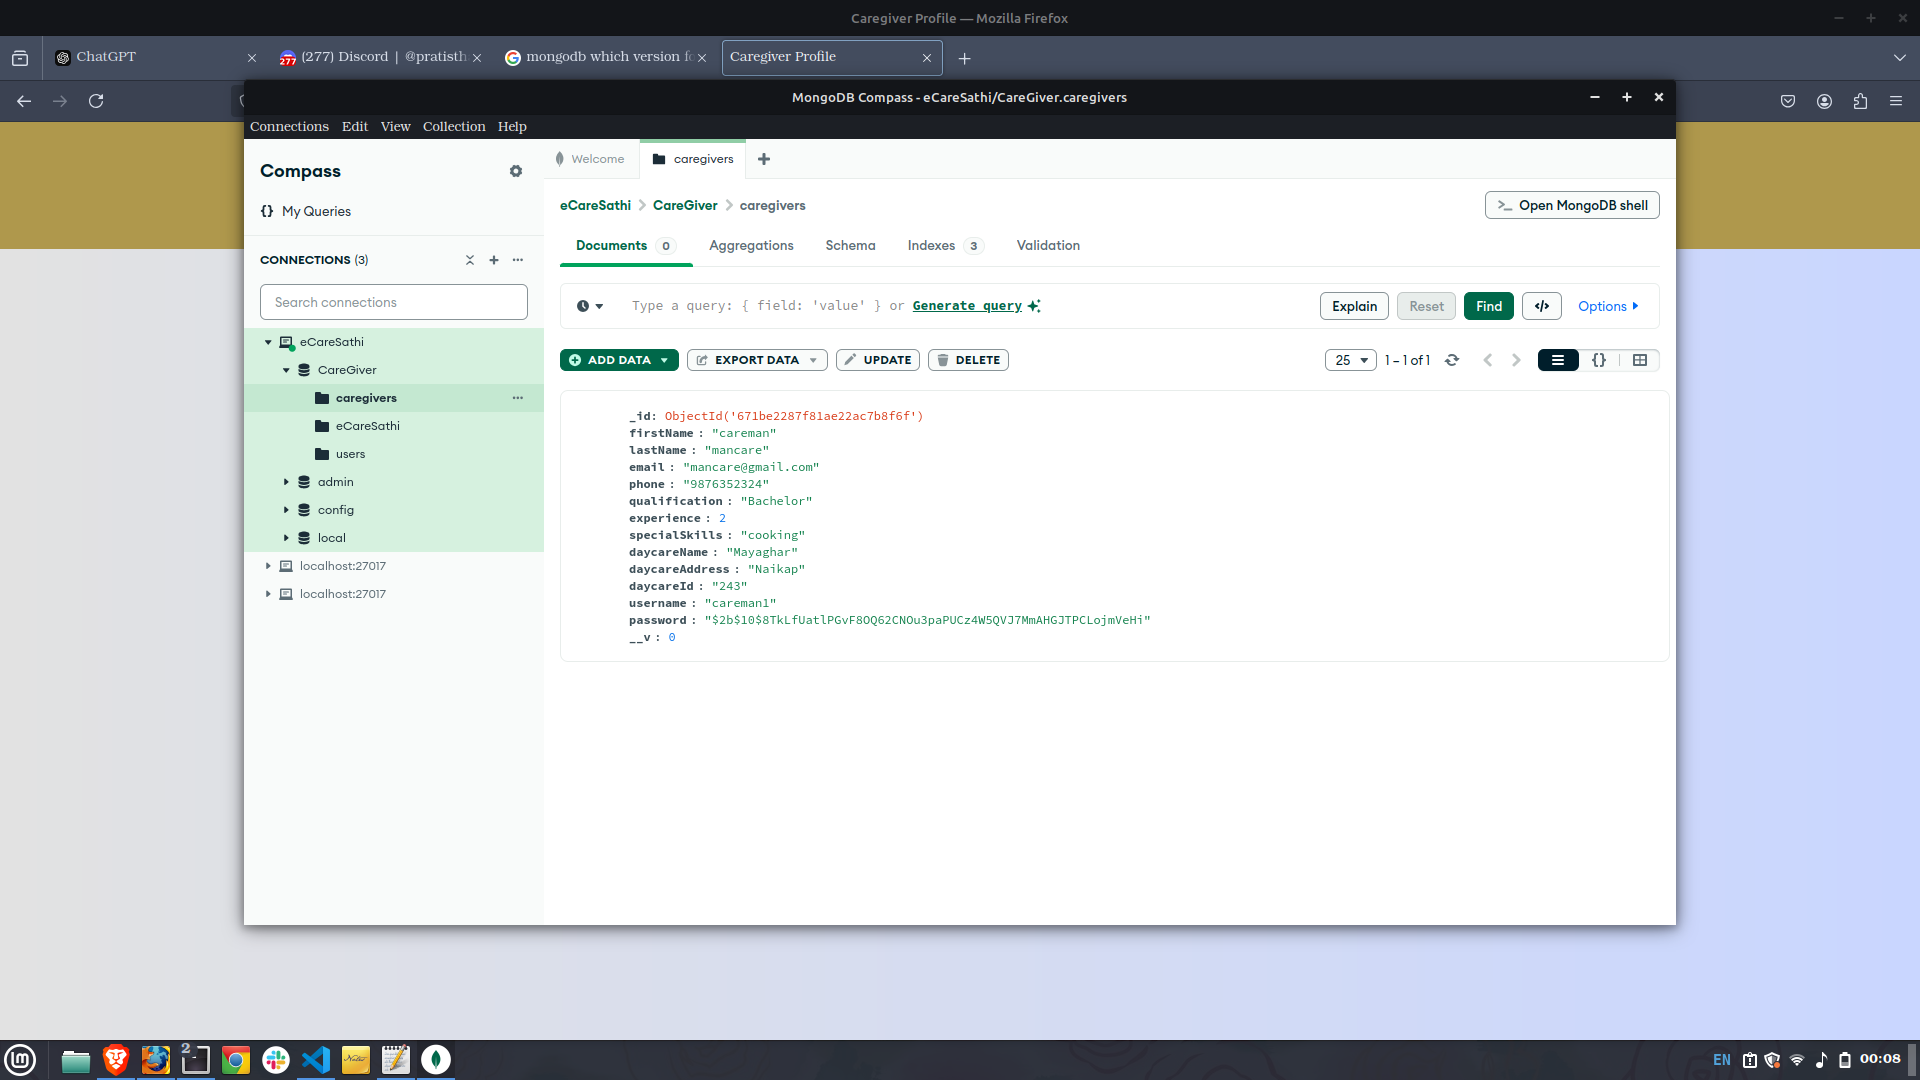 Caregiver Profile — Mozilla Firefox
ChatGPT
(277) Discord | @pratisth
mongodb which version fo
Caregiver Profile
MongoDB Compass - eCareSathi/CareGiver.caregivers
Connections Edit View Collection Help
Compass
My Queries
CONNECTIONS (3)
Search connections
eCareSathi
CareGiver
caregivers
eCareSathi
users
admin
config
local
localhost:27017
localhost:27017
Welcome
caregivers
eCareSathi > CareGiver > caregivers
>_ Open MongoDB shell
Documents 0 Aggregations Schema Indexes 3 Validation
Type a query: { field: 'value' } or Generate query
Explain Reset Find </> Options
ADD DATA EXPORT DATA UPDATE DELETE
25 1 – 1 of 1 {}
_id: ObjectId('671be2287f81ae22ac7b8f6f')
firstName : "careman"
lastName : "mancare"
email : "mancare@gmail.com"
phone : "9876352324"
qualification : "Bachelor"
experience : 2
specialSkills : "cooking"
daycareName : "Mayaghar"
daycareAddress : "Naikap"
daycareId : "243"
username : "careman1"
password : "$2b$10$8TkLfUatlPGvF8OQ62CNOu3paPUCz4W5QVJ7MmAHGJTPCLojmVeHi"
__v : 0
2
Notes
EN
00:08